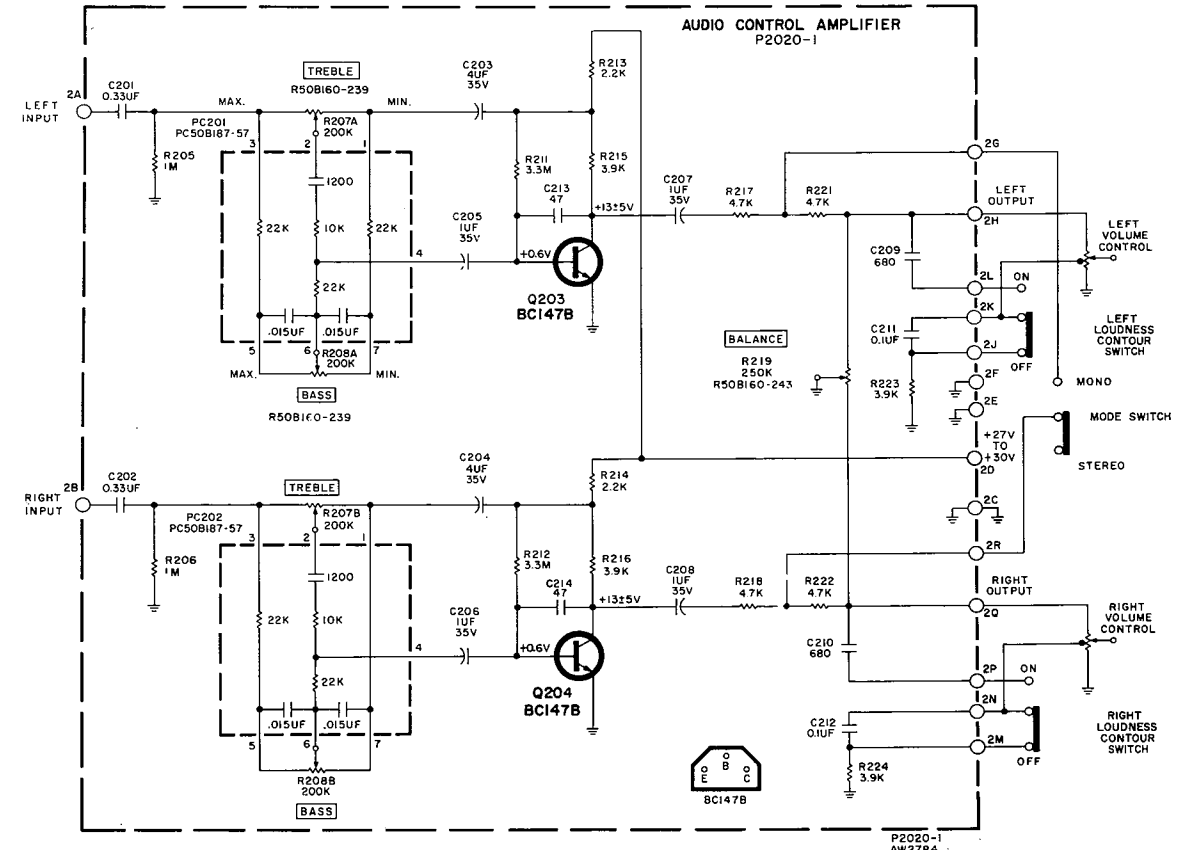 AUDIO CONTROL AMPLIFIER
P2020-1
LEFT
INPUT
2A
C201
0.33UF
R205
1M
MAX.
PC201
PC50B187-57
TREBLE
R50B160-239
R207A
200K
MIN.
3
2
1
1200
22K
10K
22K
4
22K
.015UF
.015UF
5
6
7
R208A
200K
MAX.
MIN.
BASS
R50B160-239
C203
4UF
35V
C205
1UF
35V
R211
3.3M
C213
47
R213
2.2K
R215
3.9K
+13±5V
+0.6V
Q203
BC147B
C207
1UF
35V
R217
4.7K
R221
4.7K
2G
LEFT
OUTPUT
2H
C209
680
2L
ON
2K
C211
0.1UF
2J
OFF
R223
3.9K
2F
2E
LEFT
VOLUME
CONTROL
LEFT
LOUDNESS
CONTOUR
SWITCH
MONO
MODE SWITCH
STEREO
BALANCE
R219
250K
R50B160-243
+27V
TO
+30V
2D
2C
2R
RIGHT
INPUT
2B
C202
0.33UF
R206
1M
PC202
PC50B187-57
TREBLE
R207B
200K
3
2
1
1200
22K
10K
4
22K
.015UF
.015UF
5
6
7
R208B
200K
BASS
C204
4UF
35V
C206
1UF
35V
R212
3.3M
C214
47
R214
2.2K
R216
3.9K
+13±5V
+0.6V
Q204
BC147B
C208
1UF
35V
R218
4.7K
R222
4.7K
RIGHT
OUTPUT
2Q
C210
680
2P
ON
2N
C212
0.1UF
2M
OFF
R224
3.9K
RIGHT
VOLUME
CONTROL
RIGHT
LOUDNESS
CONTOUR
SWITCH
E
B
C
BC147B
P2020-1
AW2784